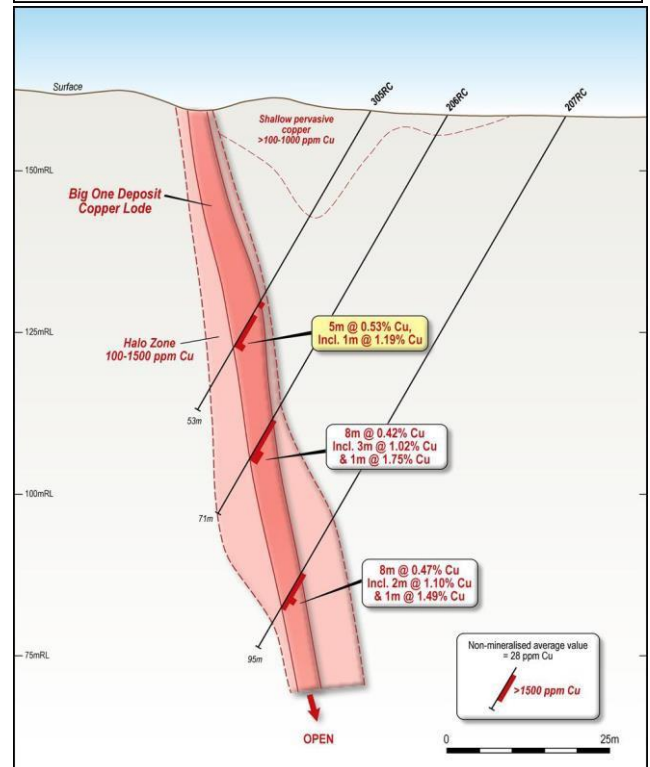 Surface
305RC
206RC
207RC
Shallow pervasive
copper
>100-1000 ppm Cu
150mRL
Big One Deposit
Copper Lode
125mRL
5m @ 0.53% Cu,
Incl. 1m @ 1.19% Cu
Halo Zone
100-1500 ppm Cu
53m
8m @ 0.42% Cu
Incl. 3m @ 1.02% Cu
& 1m @ 1.75% Cu
100mRL
71m
8m @ 0.47% Cu
Incl. 2m @ 1.10% Cu
& 1m @ 1.49% Cu
95m
75mRL
Non-mineralised average value
= 28 ppm Cu
>1500 ppm Cu
OPEN
0 25m